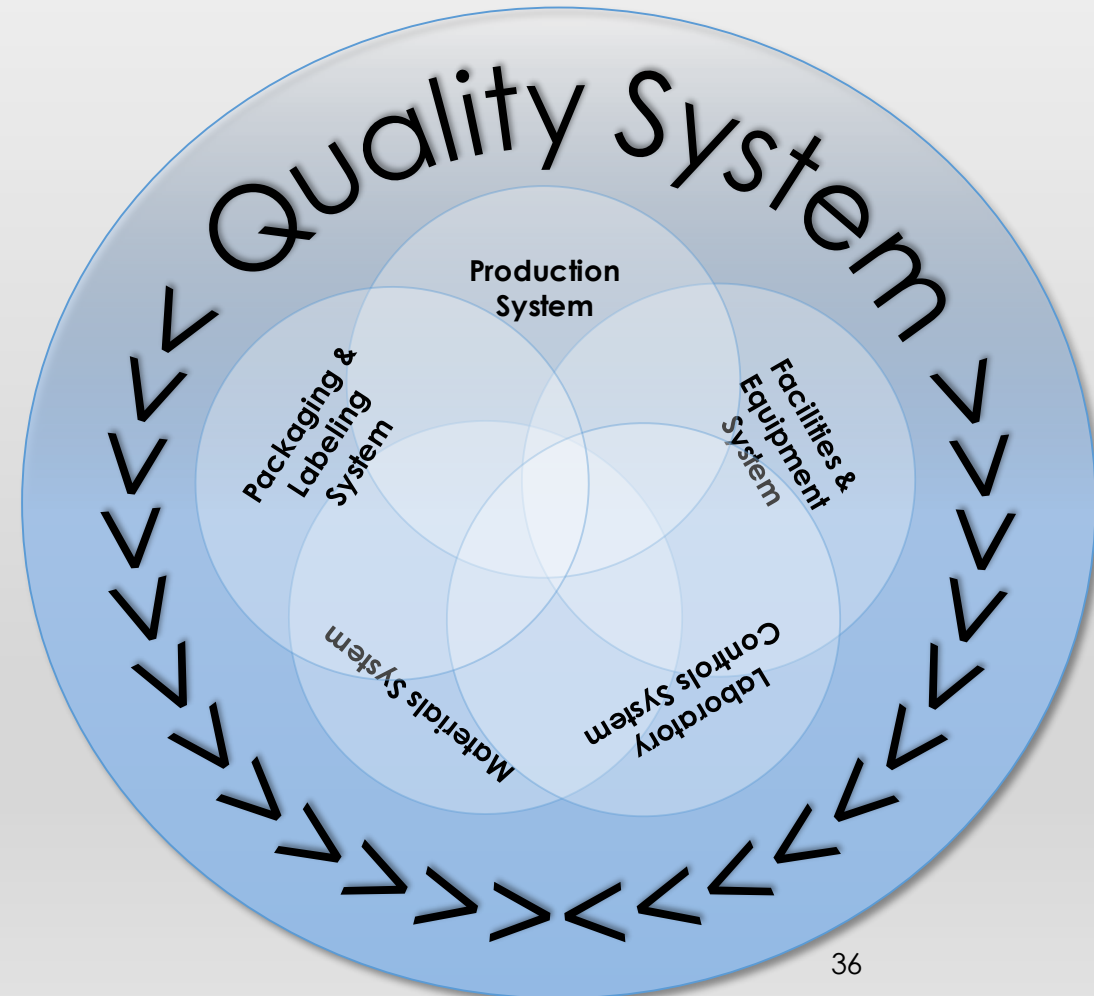 <<<<<<<<<<<< Quality System >>>>>>>>>>>
Production
System
Packaging &
Labeling
System
Facilities &
Equipment
System
Materials System
Laboratory
Controls System
36